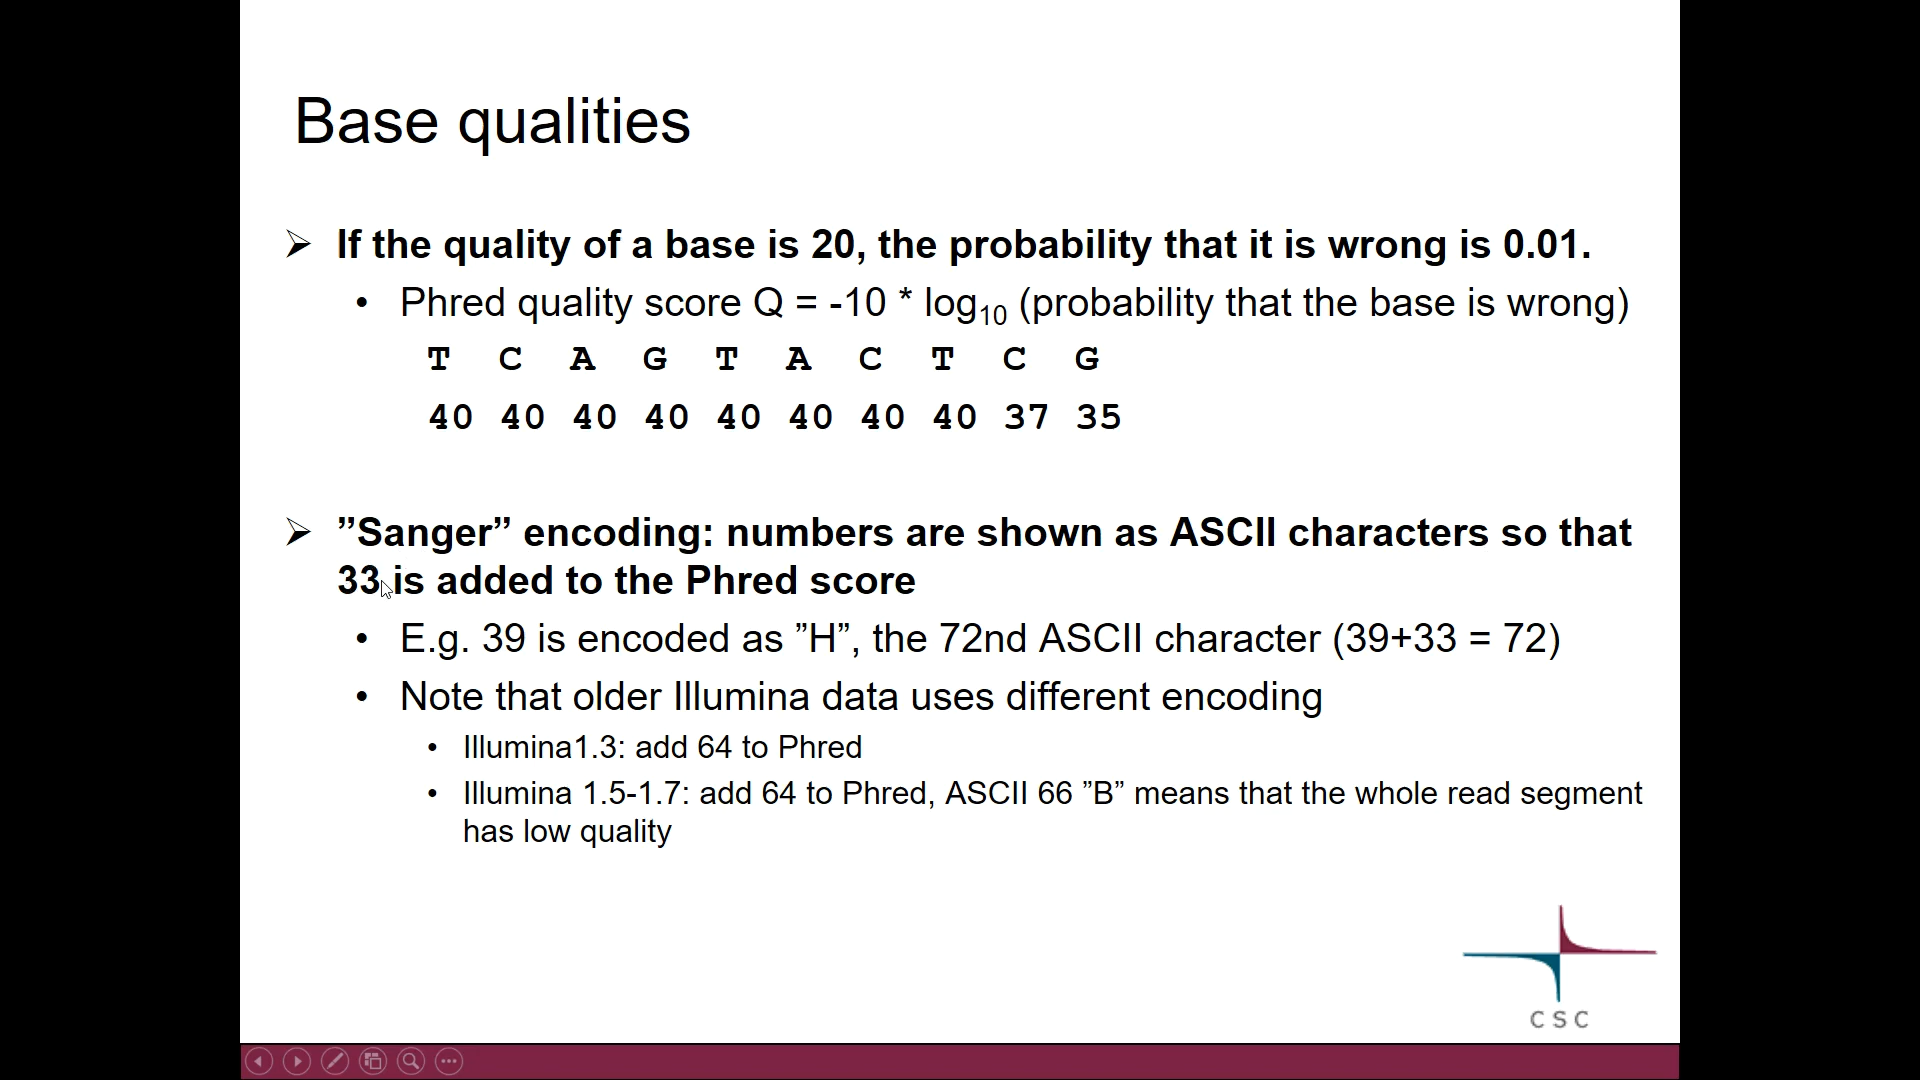 Base qualities
If the quality of a base is 20, the probability that it is wrong is 0.01.
Phred quality score Q = -10 * log10 (probability that the base is wrong)
T C A G T A C T C G
40 40 40 40 40 40 40 40 37 35
”Sanger” encoding: numbers are shown as ASCII characters so that
33 is added to the Phred score
E.g. 39 is encoded as ”H”, the 72nd ASCII character (39+33 = 72)
Note that older Illumina data uses different encoding
Illumina1.3: add 64 to Phred
Illumina 1.5-1.7: add 64 to Phred, ASCII 66 ”B” means that the whole read segment
has low quality
CSC